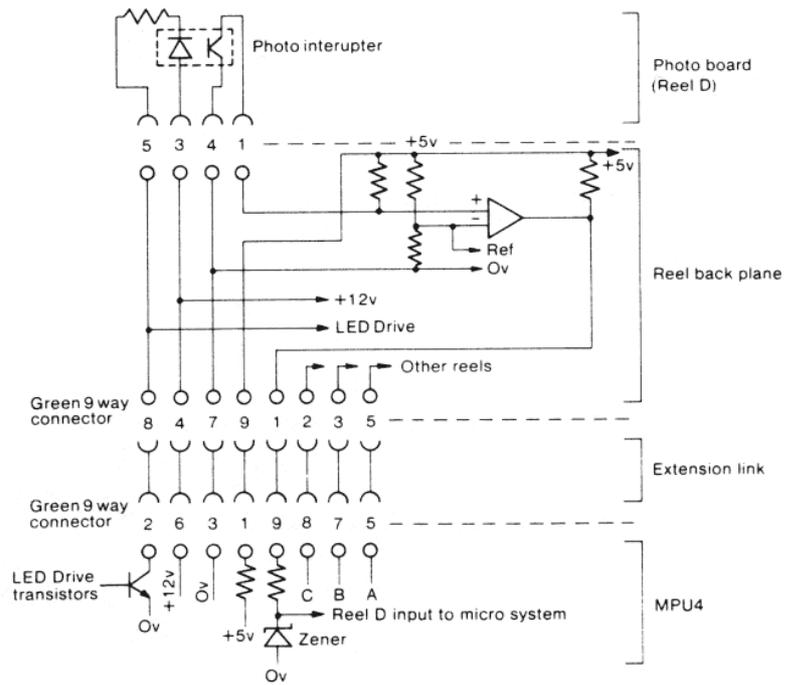 Photo interupter
Photo board
(Reel D)
5 3 4 1
+5v
+5v
+
−
Ref
0v
Reel back plane
+12v
LED Drive
Other reels
Green 9 way
connector
8 4 7 9 1 2 3 5
Extension link
Green 9 way
connector
2 6 3 1 9 8 7 5
LED Drive
transistors
+12v
0v
C B A
MPU4
Reel D input to micro system
0v
+5v
Zener
0v